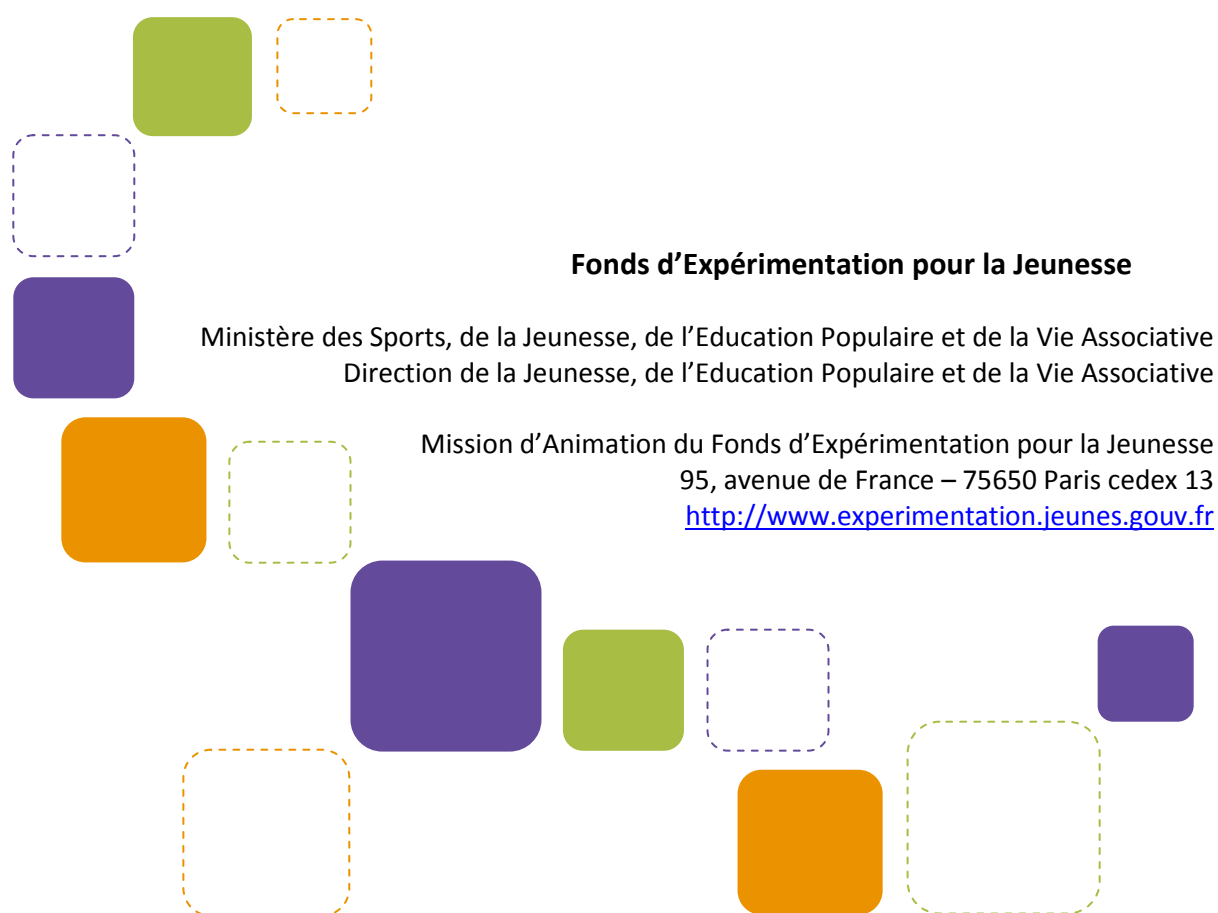 Fonds d’Expérimentation pour la Jeunesse
Ministère des Sports, de la Jeunesse, de l’Education Populaire et de la Vie Associative
Direction de la Jeunesse, de l’Education Populaire et de la Vie Associative
Mission d’Animation du Fonds d’Expérimentation pour la Jeunesse
95, avenue de France – 75650 Paris cedex 13
http://www.experimentation.jeunes.gouv.fr